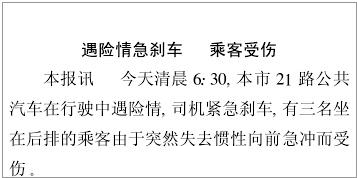 遇险情急刹车 乘客受伤
本报讯 今天清晨 6:30,本市 21 路公共
汽车在行驶中遇险情,司机紧急刹车,有三名坐
在后排的乘客由于突然失去惯性向前急冲而受
伤。